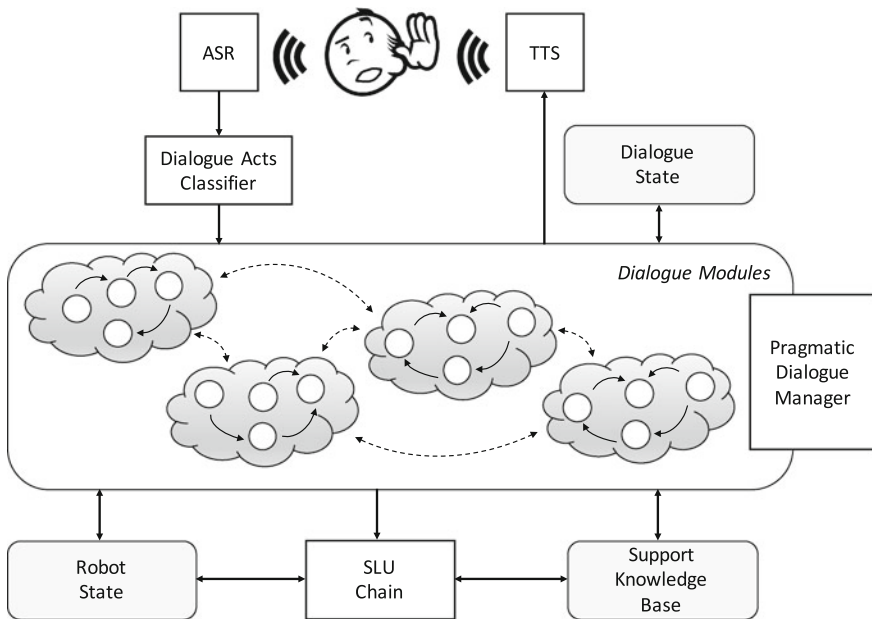 ASR
TTS
Dialogue Acts
Classifier
Dialogue
State
Dialogue Modules
Pragmatic
Dialogue
Manager
Robot
State
SLU
Chain
Support
Knowledge
Base